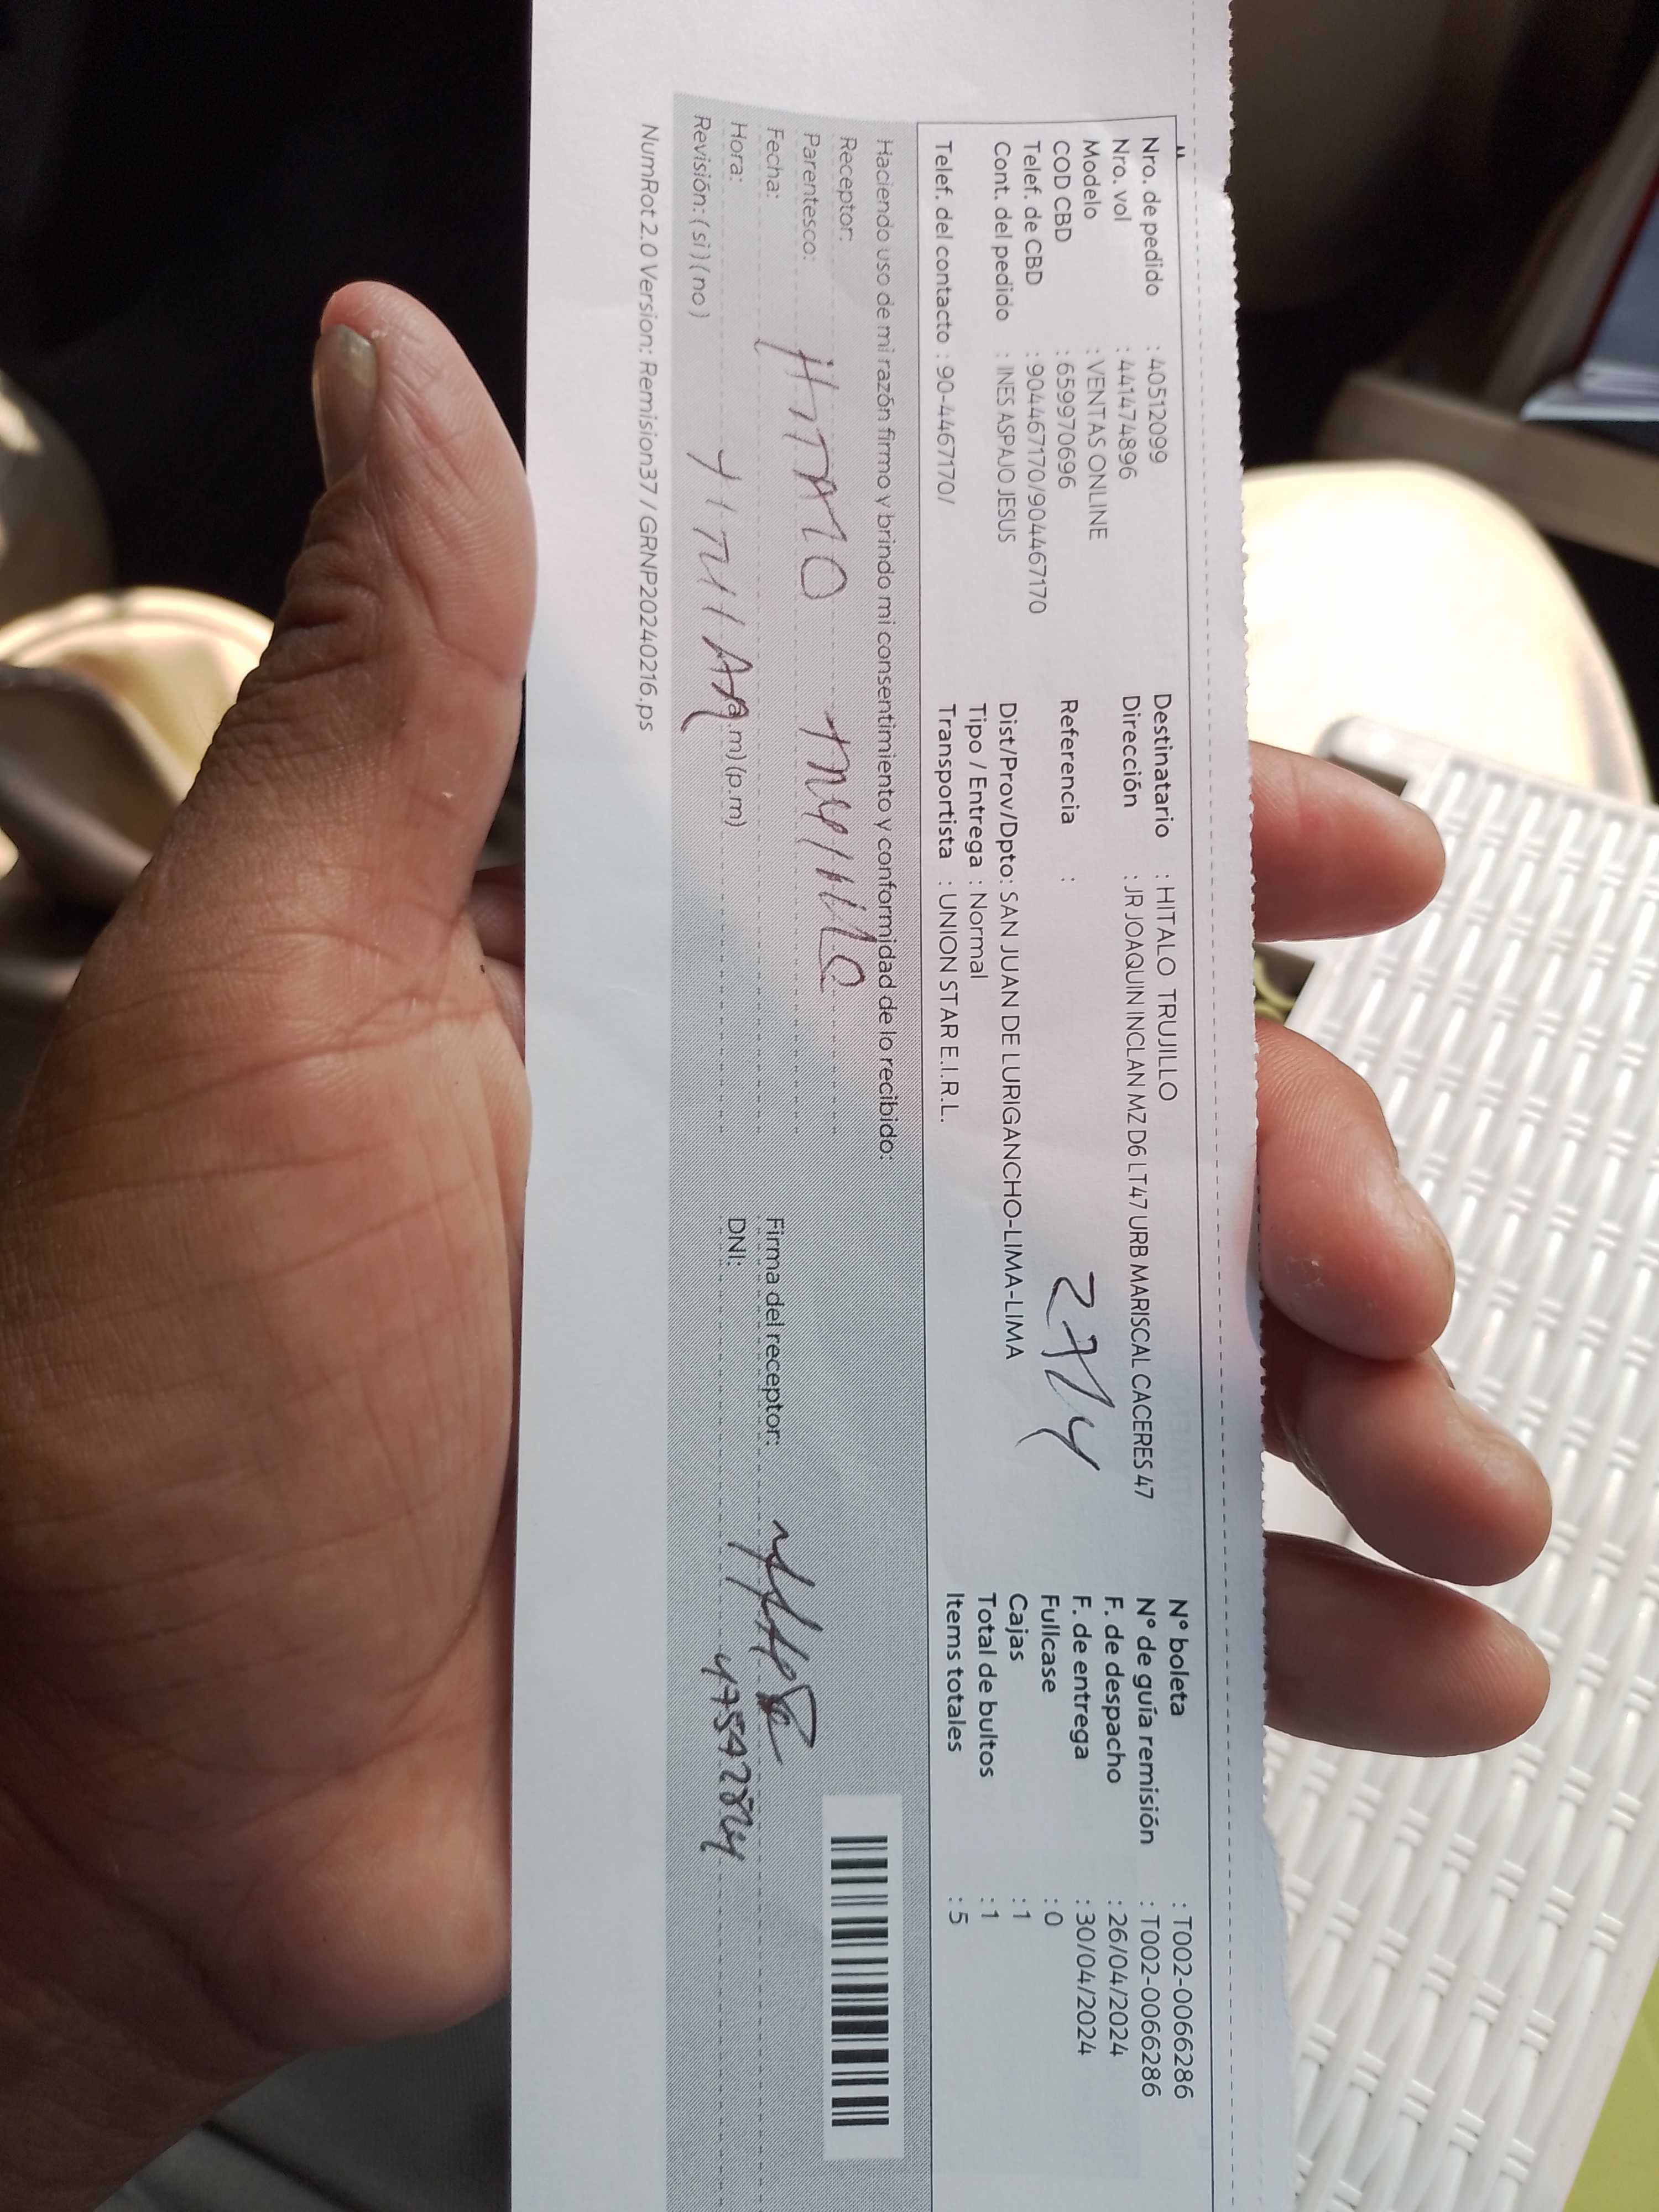 Nro. de pedido : 40512099
Nro. vol : 441474896
Modelo : VENTAS ONLINE
COD CBD : 659970696
Telef. de CBD : 904467170/904467170
Cont. del pedido : INES ASPAJO JESUS
Telef. del contacto : 90-4467170/
Destinatario : HITALO TRUJILLO
Dirección : JR JOAQUIN INCLAN MZ D6 LT47 URB MARISCAL CACERES 47
Referencia :
2714
Dist/Prov/Dpto: SAN JUAN DE LURIGANCHO-LIMA-LIMA
Tipo / Entrega : Normal
Transportista : UNION STAR E.I.R.L.
N° boleta : T002-0066286
N° de guía remisión : T002-0066286
F. de despacho : 26/04/2024
F. de entrega : 30/04/2024
Fullcase : 0
Cajas : 1
Total de bultos : 1
Items totales : 5
Haciendo uso de mi razón firmo y brindo mi consentimiento y conformidad de lo recibido:
Receptor:
Parentesco: HITALO TRUJILLO
Fecha:
Hora: TITULAR (a.m) (p.m)
Revisión: ( si ) ( no )
Firma del receptor:
DNI: 47542824
NumRot 2.0 Version: Remision37 / GRNP20240216.ps